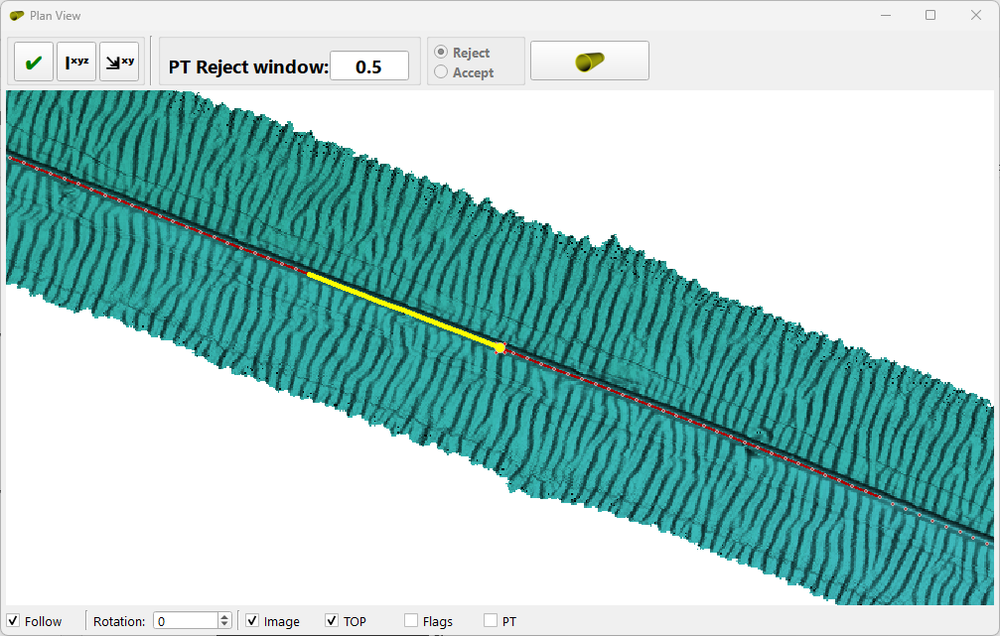 Plan View
✔ xyz xy
PT Reject window: 0.5
Reject
Accept
Follow Rotation: 0 Image TOP Flags PT